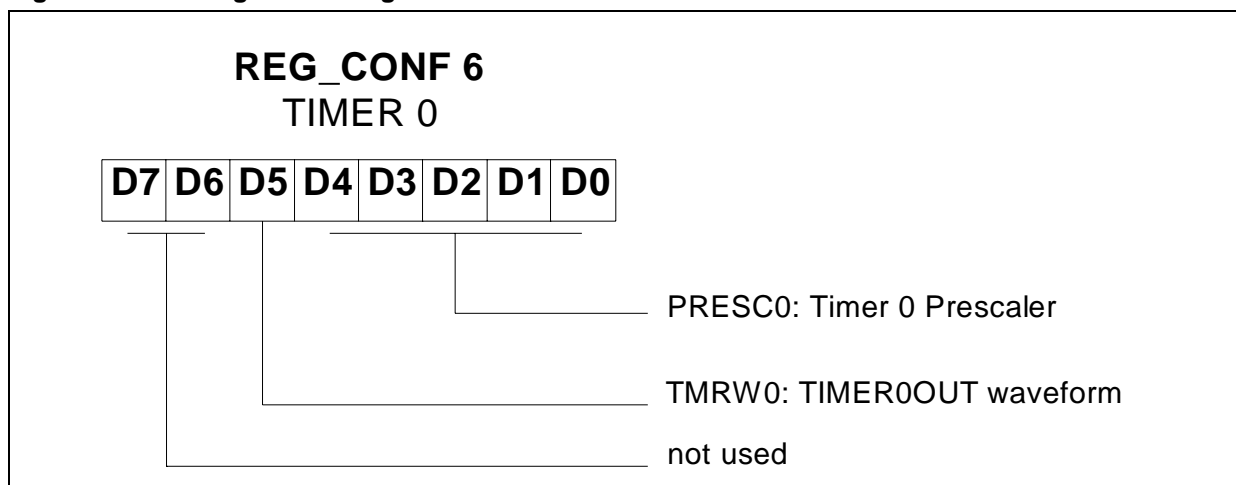 REG_CONF 6
TIMER 0
D7 D6 D5 D4 D3 D2 D1 D0
PRESC0: Timer 0 Prescaler
TMRW0: TIMER0OUT waveform
not used